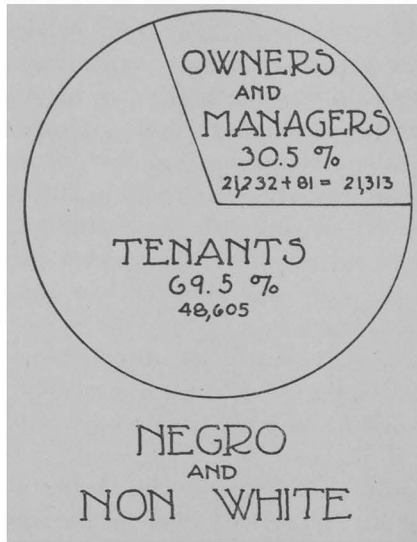 OWNERS
AND
MANAGERS
30.5 %
21,232 + 81 = 21,313
TENANTS
69.5 %
48,605
NEGRO
AND
NON WHITE